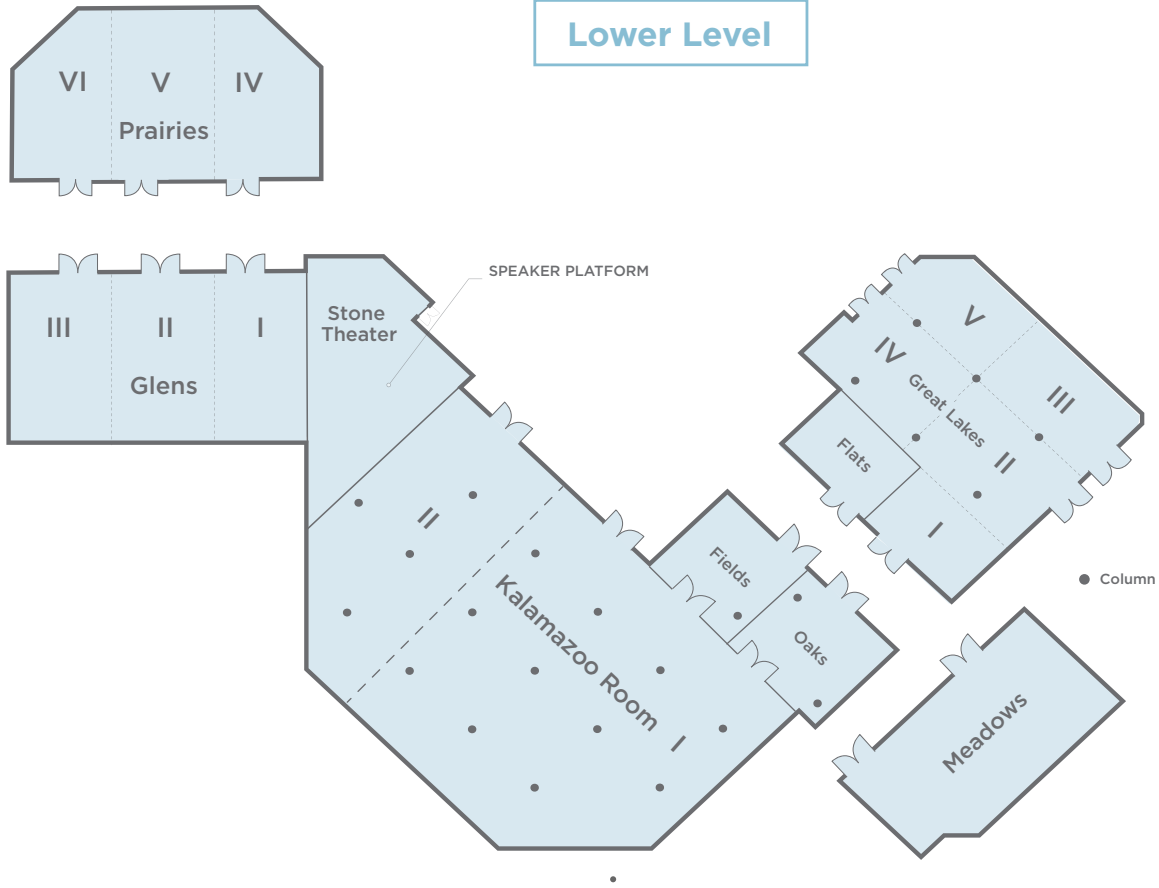 Lower Level
VI
V
IV
Prairies
SPEAKER PLATFORM
Stone
Theater
III
II
I
Glens
V
IV
III
Great Lakes
II
Flats
I
II
Fields
Column
Kalamazoo Room
Oaks
I
Meadows